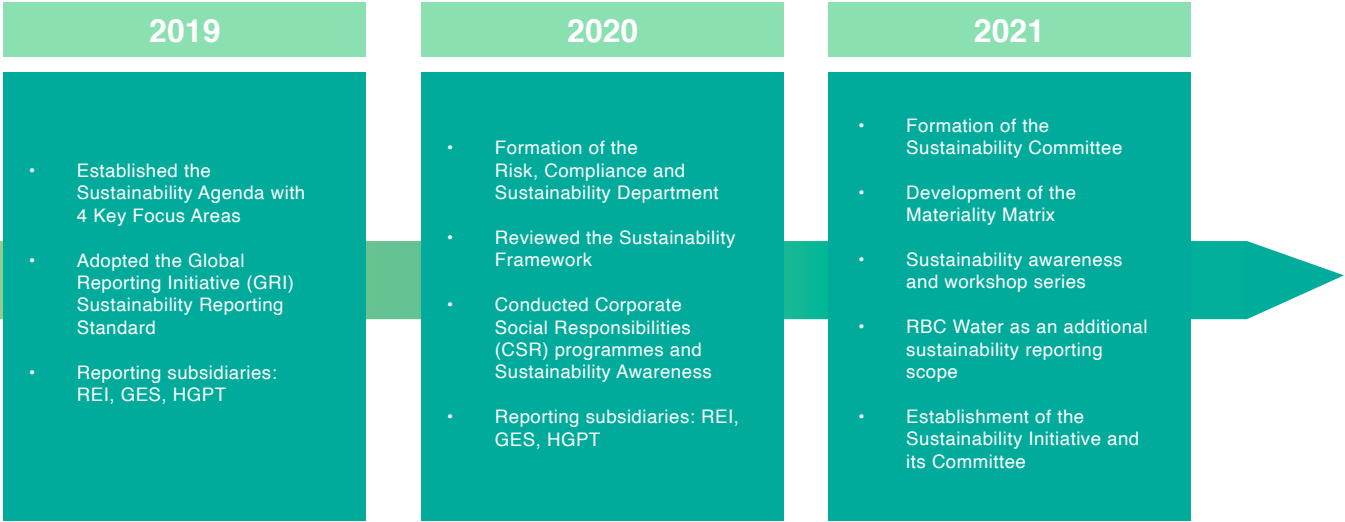 2019
• Established the
Sustainability Agenda with
4 Key Focus Areas
• Adopted the Global
Reporting Initiative (GRI)
Sustainability Reporting
Standard
• Reporting subsidiaries:
REI, GES, HGPT
2020
• Formation of the
Risk, Compliance and
Sustainability Department
• Reviewed the Sustainability
Framework
• Conducted Corporate
Social Responsibilities
(CSR) programmes and
Sustainability Awareness
• Reporting subsidiaries: REI,
GES, HGPT
2021
• Formation of the
Sustainability Committee
• Development of the
Materiality Matrix
• Sustainability awareness
and workshop series
• RBC Water as an additional
sustainability reporting
scope
• Establishment of the
Sustainability Initiative and
its Committee